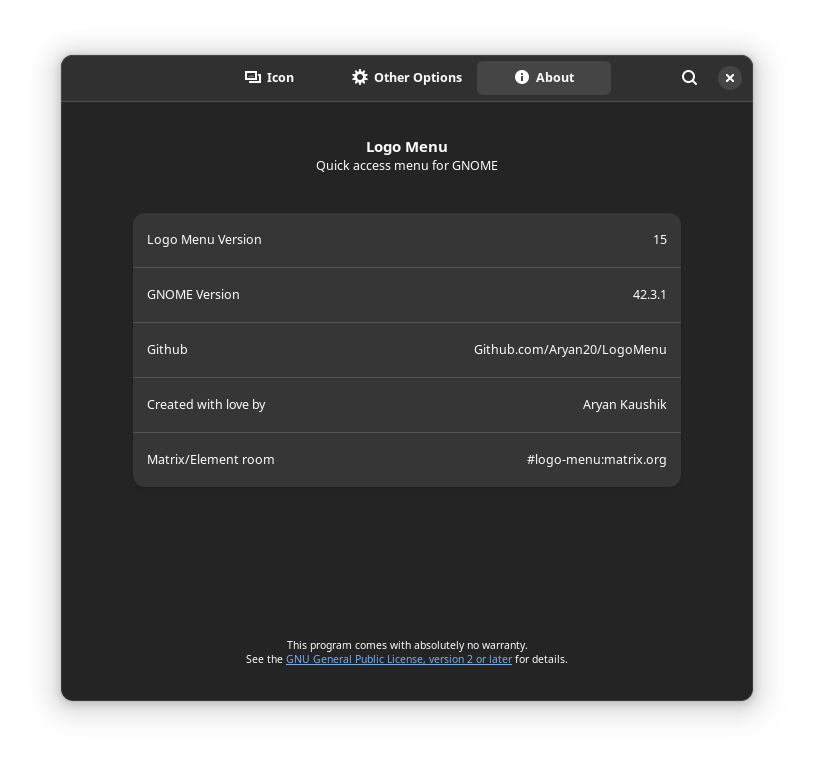 Icon
Other Options
About
Logo Menu
Quick access menu for GNOME
Logo Menu Version 15
GNOME Version 42.3.1
Github Github.com/Aryan20/LogoMenu
Created with love by Aryan Kaushik
Matrix/Element room #logo-menu:matrix.org
This program comes with absolutely no warranty.
See the GNU General Public License, version 2 or later for details.